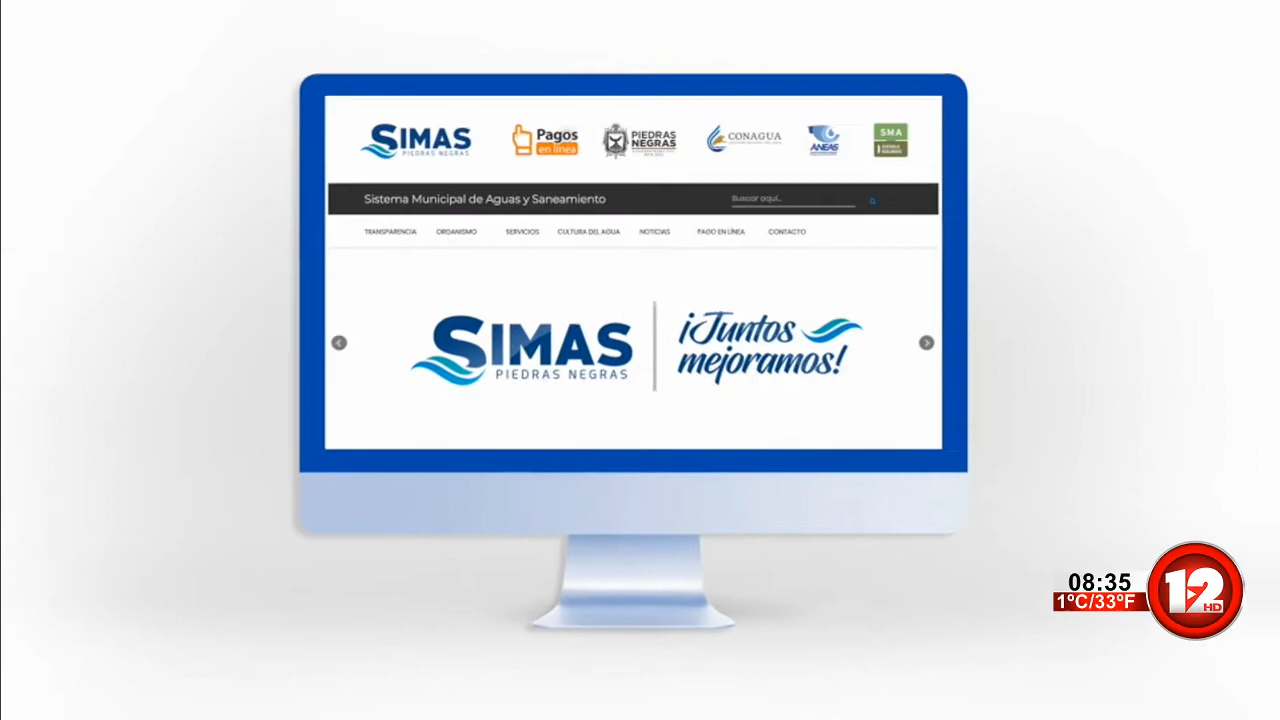 SIMAS
PIEDRAS NEGRAS
Pagos
en línea
PIEDRAS
NEGRAS
CONAGUA
ANEAS
SMA
Sistema Municipal de Aguas y Saneamiento
Buscar aquí...
TRANSPARENCIA ORGANISMO SERVICIOS CULTURA DEL AGUA NOTICIAS PAGO EN LÍNEA CONTACTO
SIMAS
PIEDRAS NEGRAS
¡Juntos
mejoramos!
08:35
1ºC/33ºF
12
HD